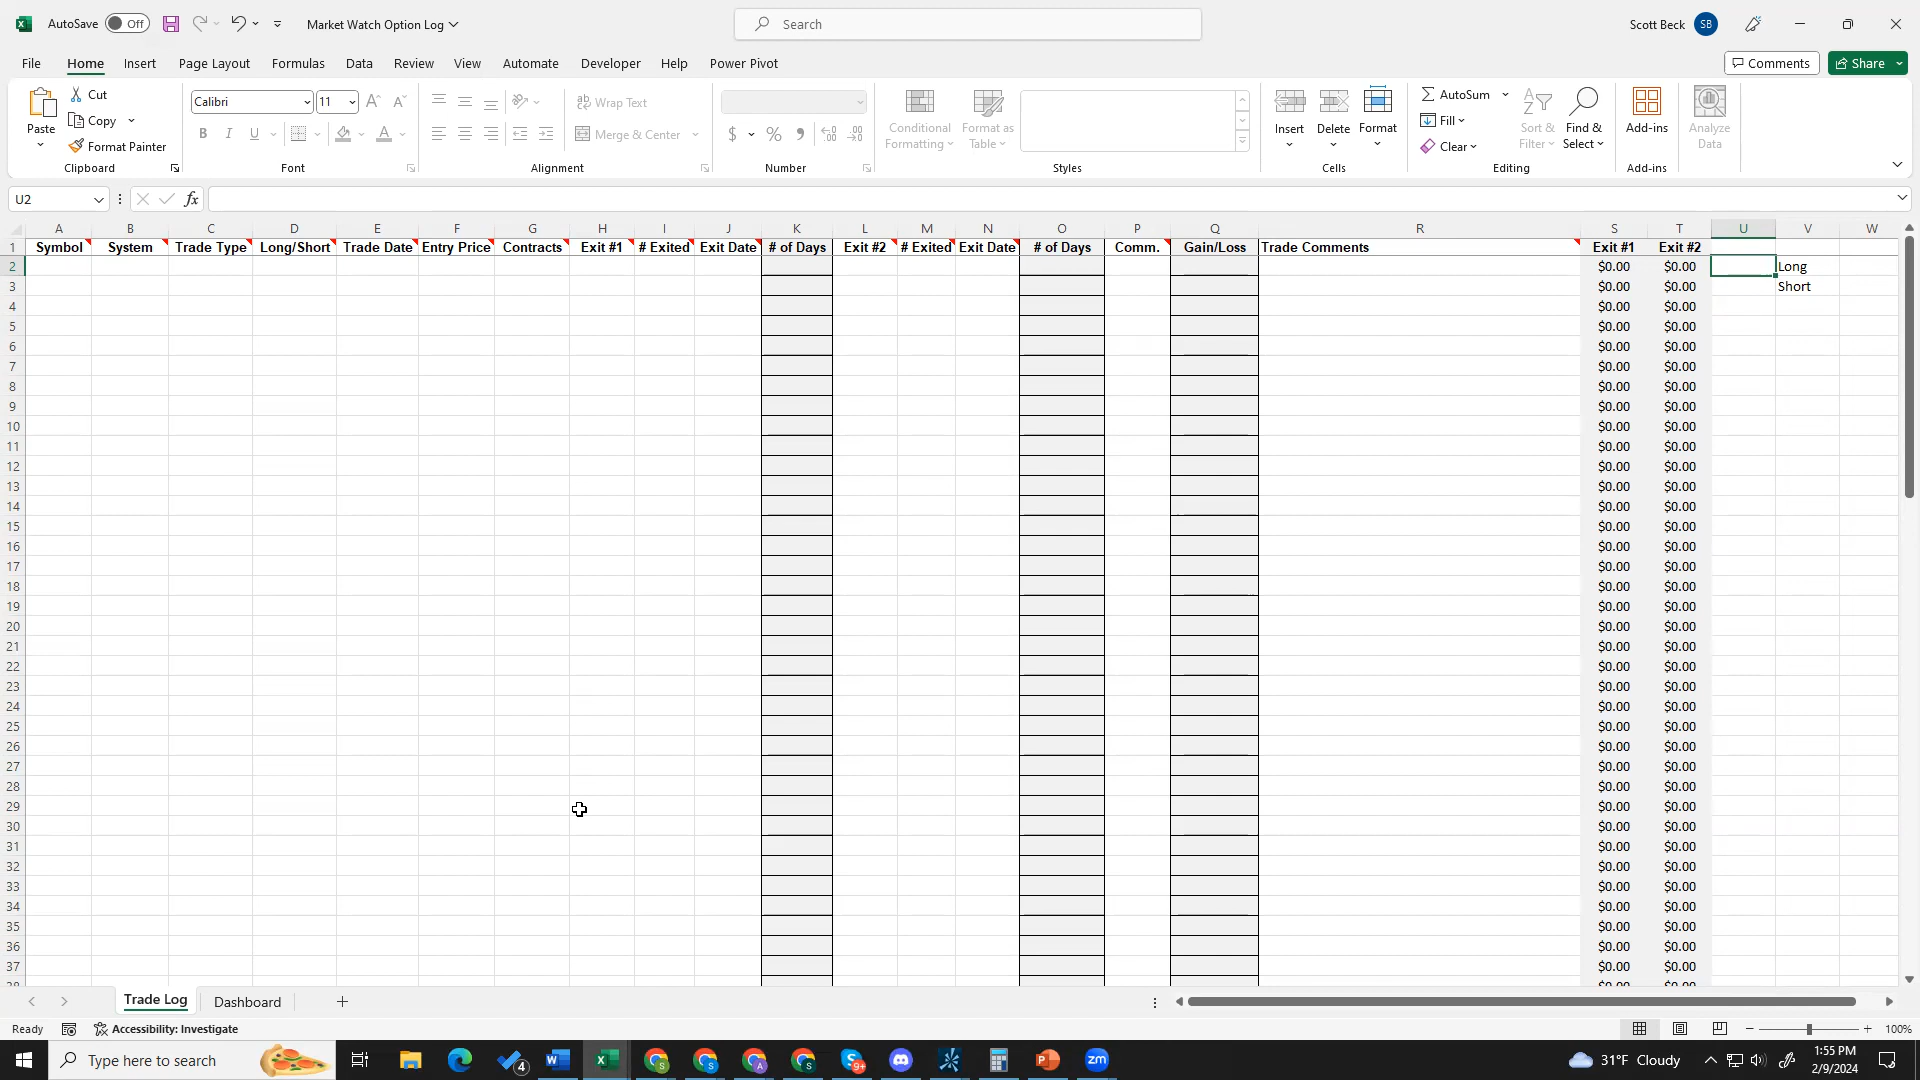 AutoSave Off Market Watch Option Log Search Scott Beck SB
File Home Insert Page Layout Formulas Data Review View Automate Developer Help Power Pivot Comments Share
Paste Cut Copy Format Painter Clipboard
Calibri 11 A A B I U A Font
ab Wrap Text Merge & Center Alignment
$ % , Number
Conditional Formatting Format as Table Styles
Insert Delete Format Cells
AutoSum Fill Clear Sort & Filter Find & Select Editing
Add-ins Add-ins
Analyze Data
U2 fx
A B C D E F G H I J K L M N O P Q R S T U V W
1 Symbol System Trade Type Long/Short Trade Date Entry Price Contracts Exit #1 # Exited Exit Date # of Days Exit #2 # Exited Exit Date # of Days Comm. Gain/Loss Trade Comments Exit #1 Exit #2
2 $0.00 $0.00 Long
3 $0.00 $0.00 Short
4 $0.00 $0.00
5 $0.00 $0.00
6 $0.00 $0.00
7 $0.00 $0.00
8 $0.00 $0.00
9 $0.00 $0.00
10 $0.00 $0.00
11 $0.00 $0.00
12 $0.00 $0.00
13 $0.00 $0.00
14 $0.00 $0.00
15 $0.00 $0.00
16 $0.00 $0.00
17 $0.00 $0.00
18 $0.00 $0.00
19 $0.00 $0.00
20 $0.00 $0.00
21 $0.00 $0.00
22 $0.00 $0.00
23 $0.00 $0.00
24 $0.00 $0.00
25 $0.00 $0.00
26 $0.00 $0.00
27 $0.00 $0.00
28 $0.00 $0.00
29 $0.00 $0.00
30 $0.00 $0.00
31 $0.00 $0.00
32 $0.00 $0.00
33 $0.00 $0.00
34 $0.00 $0.00
35 $0.00 $0.00
36 $0.00 $0.00
37 $0.00 $0.00
Trade Log Dashboard
Ready Accessibility: Investigate 100%
Type here to search 4 9+ zm 31°F Cloudy 1:55 PM
2/9/2024